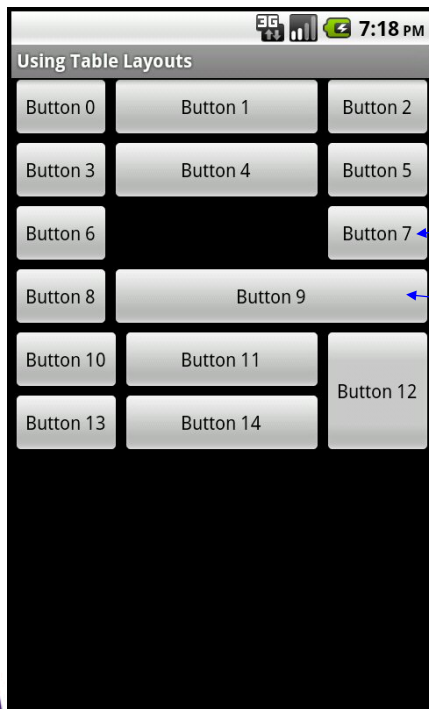 3G 7:18 PM
Using Table Layouts
Button 0 Button 1 Button 2
Button 3 Button 4 Button 5
Button 6 Button 7
Button 8 Button 9
Button 10 Button 11
Button 12
Button 13 Button 14